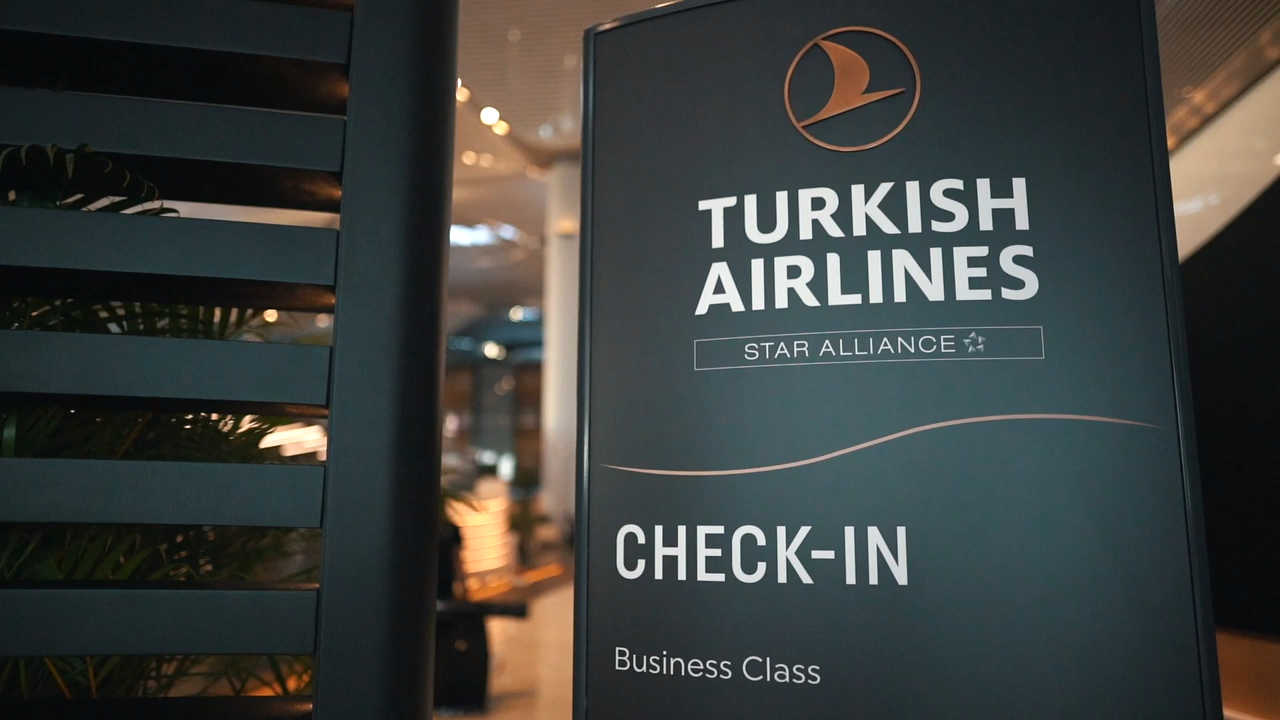 TURKISH
AIRLINES
STAR ALLIANCE
CHECK-IN
Business Class